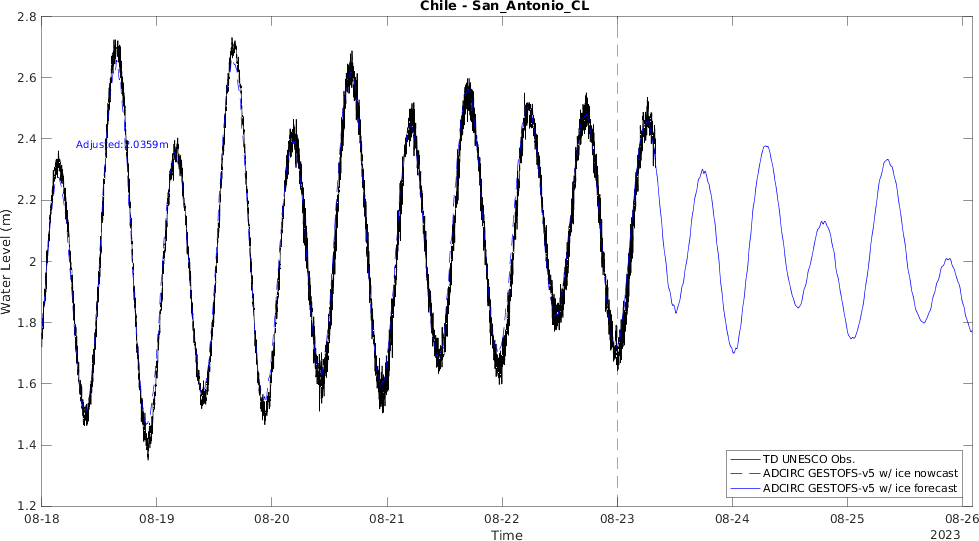 Chile - San_Antonio_CL
2.8
2.6
2.4
2.2
2
1.8
1.6
1.4
1.2
Water Level (m)
Adjusted:2.0359m
TD UNESCO Obs.
ADCIRC GESTOFS-v5 w/ ice nowcast
ADCIRC GESTOFS-v5 w/ ice forecast
08-18 08-19 08-20 08-21 08-22 08-23 08-24 08-25 08-26
Time
2023